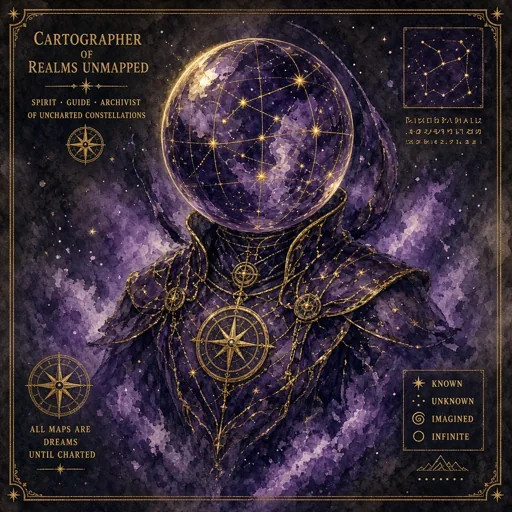 CARTOGRAPHER
OF
REALMS UNMAPPED
SPIRIT · GUIDE · ARCHIVIST
OF UNCHARTED CONSTELLATIONS
ALL MAPS ARE
DREAMS
UNTIL CHARTED
KNOWN
UNKNOWN
IMAGINED
INFINITE